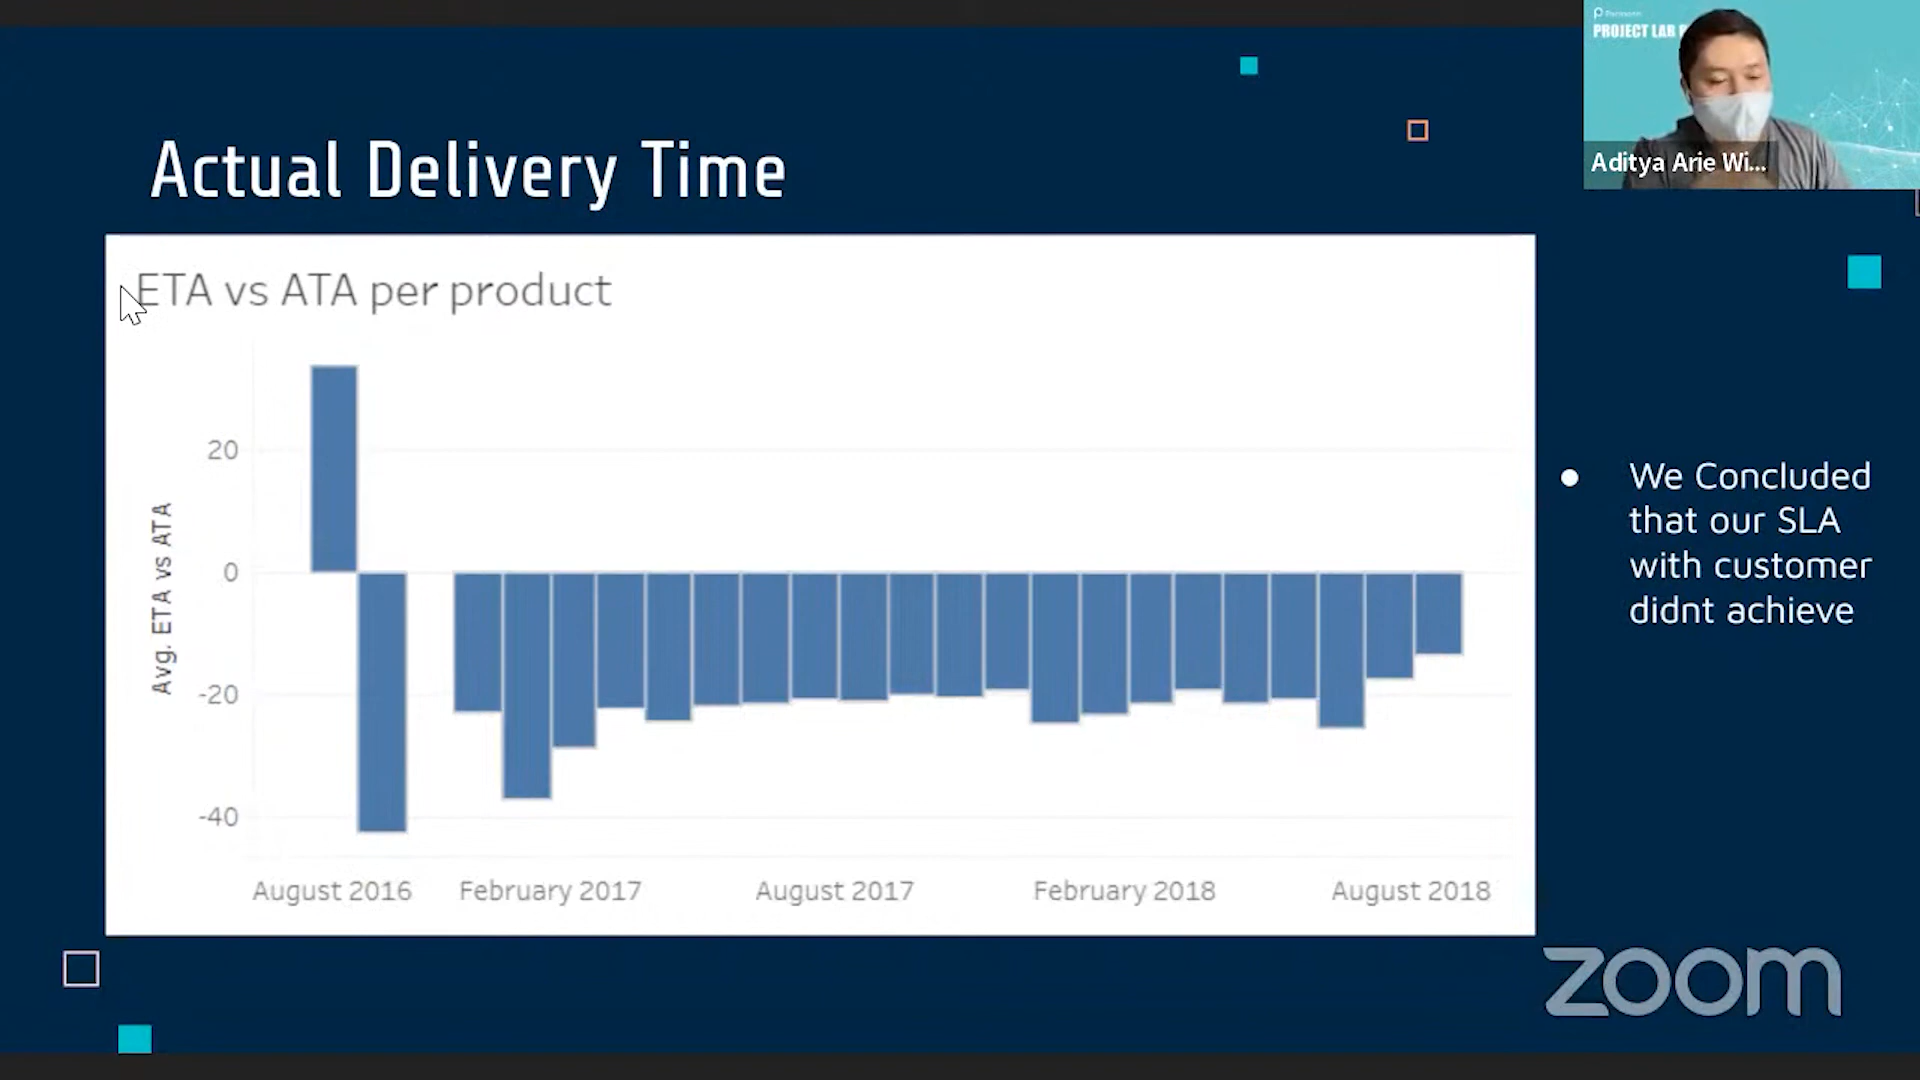 PROJECT LAB
Aditya Arie Wi...
Actual Delivery Time
ETA vs ATA per product
Avg. ETA vs ATA
20
0
-20
-40
August 2016
February 2017
August 2017
February 2018
August 2018
We Concluded
that our SLA
with customer
didnt achieve
zoom